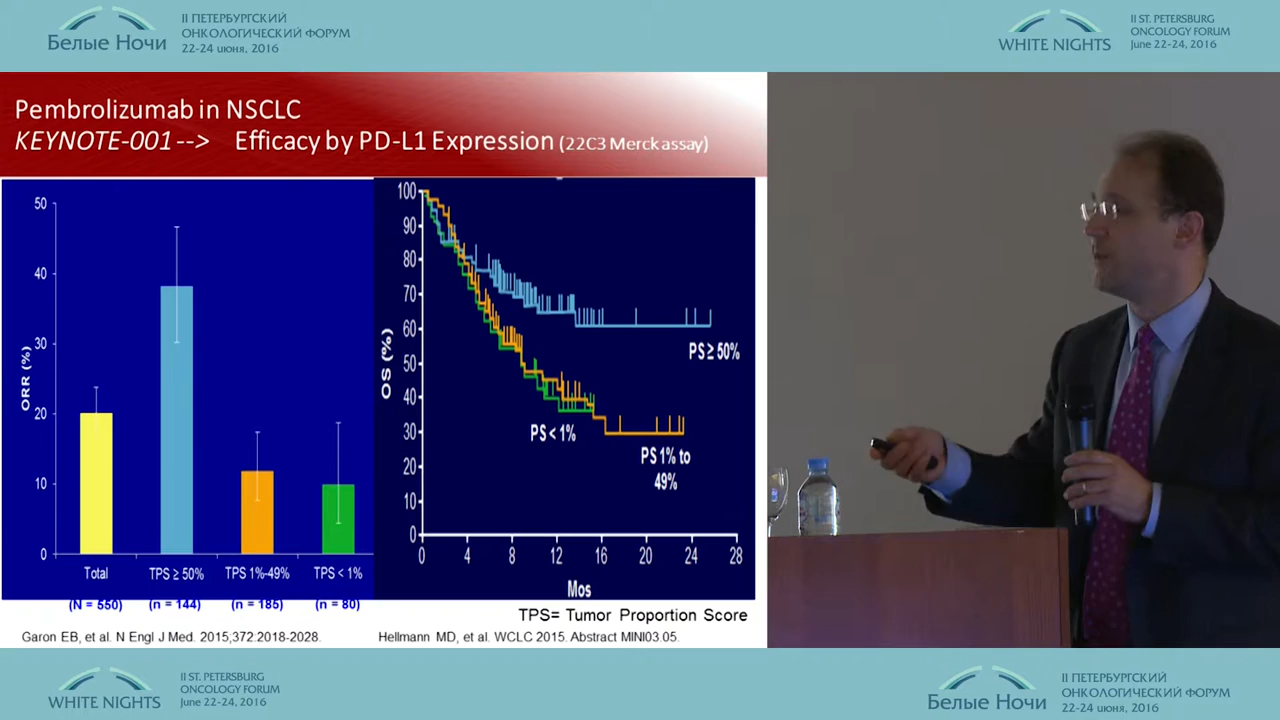 II ПЕТЕРБУРГСКИЙ
ОНКОЛОГИЧЕСКИЙ ФОРУМ
22-24 июня, 2016
Белые Ночи
II ST. PETERSBURG
ONCOLOGY FORUM
June 22-24, 2016
WHITE NIGHTS
Pembrolizumab in NSCLC
KEYNOTE-001 --> Efficacy by PD-L1 Expression (22C3 Merck assay)
50
40
30
20
10
0
ORR (%)
Total
TPS ≥ 50%
TPS 1%-49%
TPS < 1%
(N = 550)
(n = 144)
(n = 185)
(n = 80)
100
90
80
70
60
50
40
30
20
10
0
OS (%)
PS ≥ 50%
PS < 1%
PS 1% to
49%
0 4 8 12 16 20 24 28
Mos
TPS= Tumor Proportion Score
Garon EB, et al. N Engl J Med. 2015;372:2018-2028.
Hellmann MD, et al. WCLC 2015. Abstract MINI03.05.
WHITE NIGHTS
II ST. PETERSBURG
ONCOLOGY FORUM
June 22-24, 2016
Белые Ночи
II ПЕТЕРБУРГСКИЙ
ОНКОЛОГИЧЕСКИЙ ФОРУМ
22-24 июня, 2016